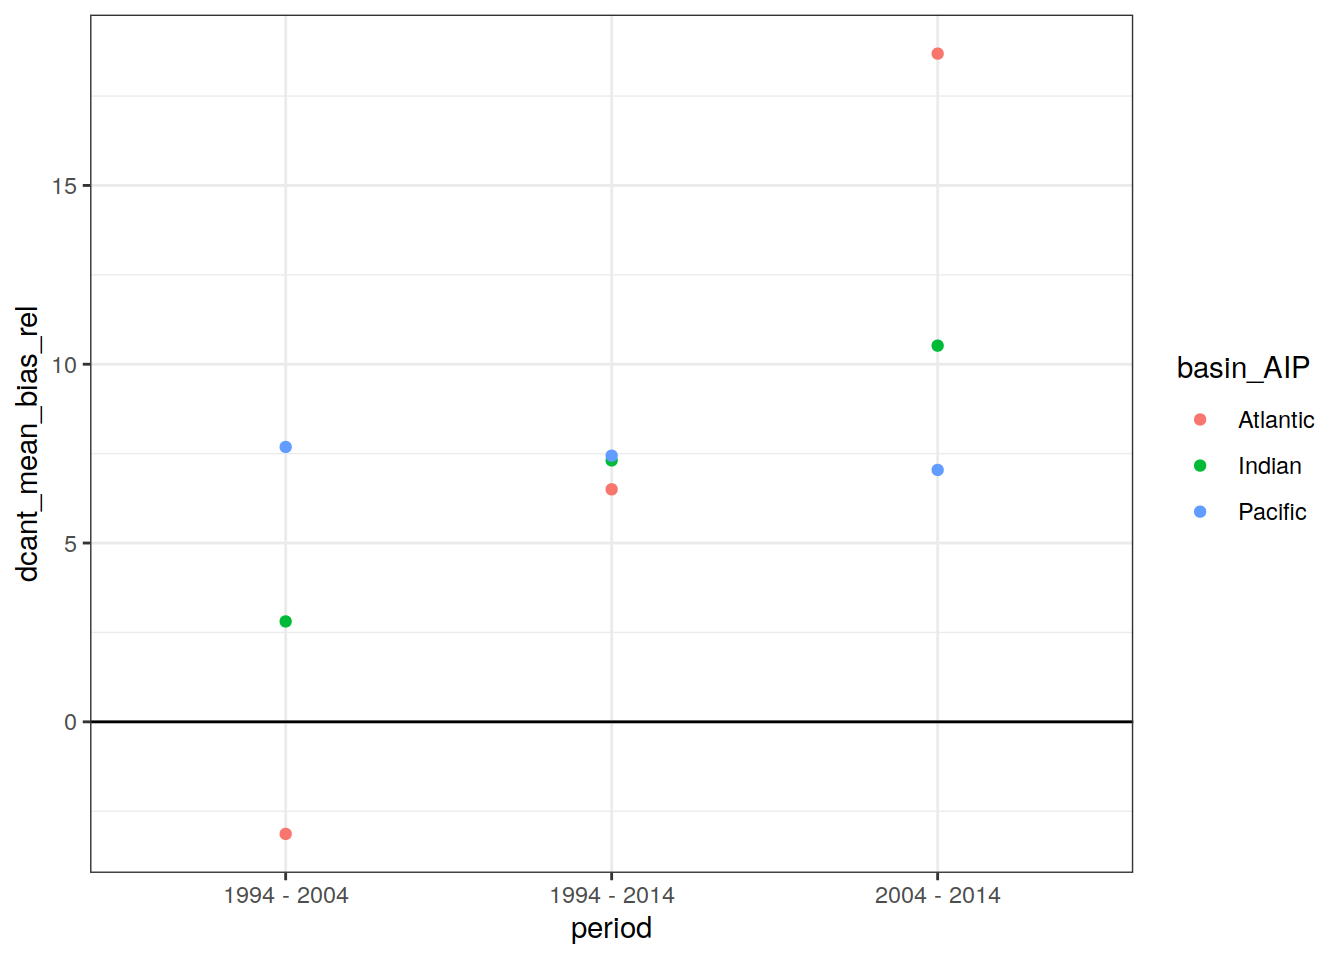 dcant_mean_bias_rel
15
10
5
0
1994 - 2004
1994 - 2014
2004 - 2014
period
basin_AIP
Atlantic
Indian
Pacific